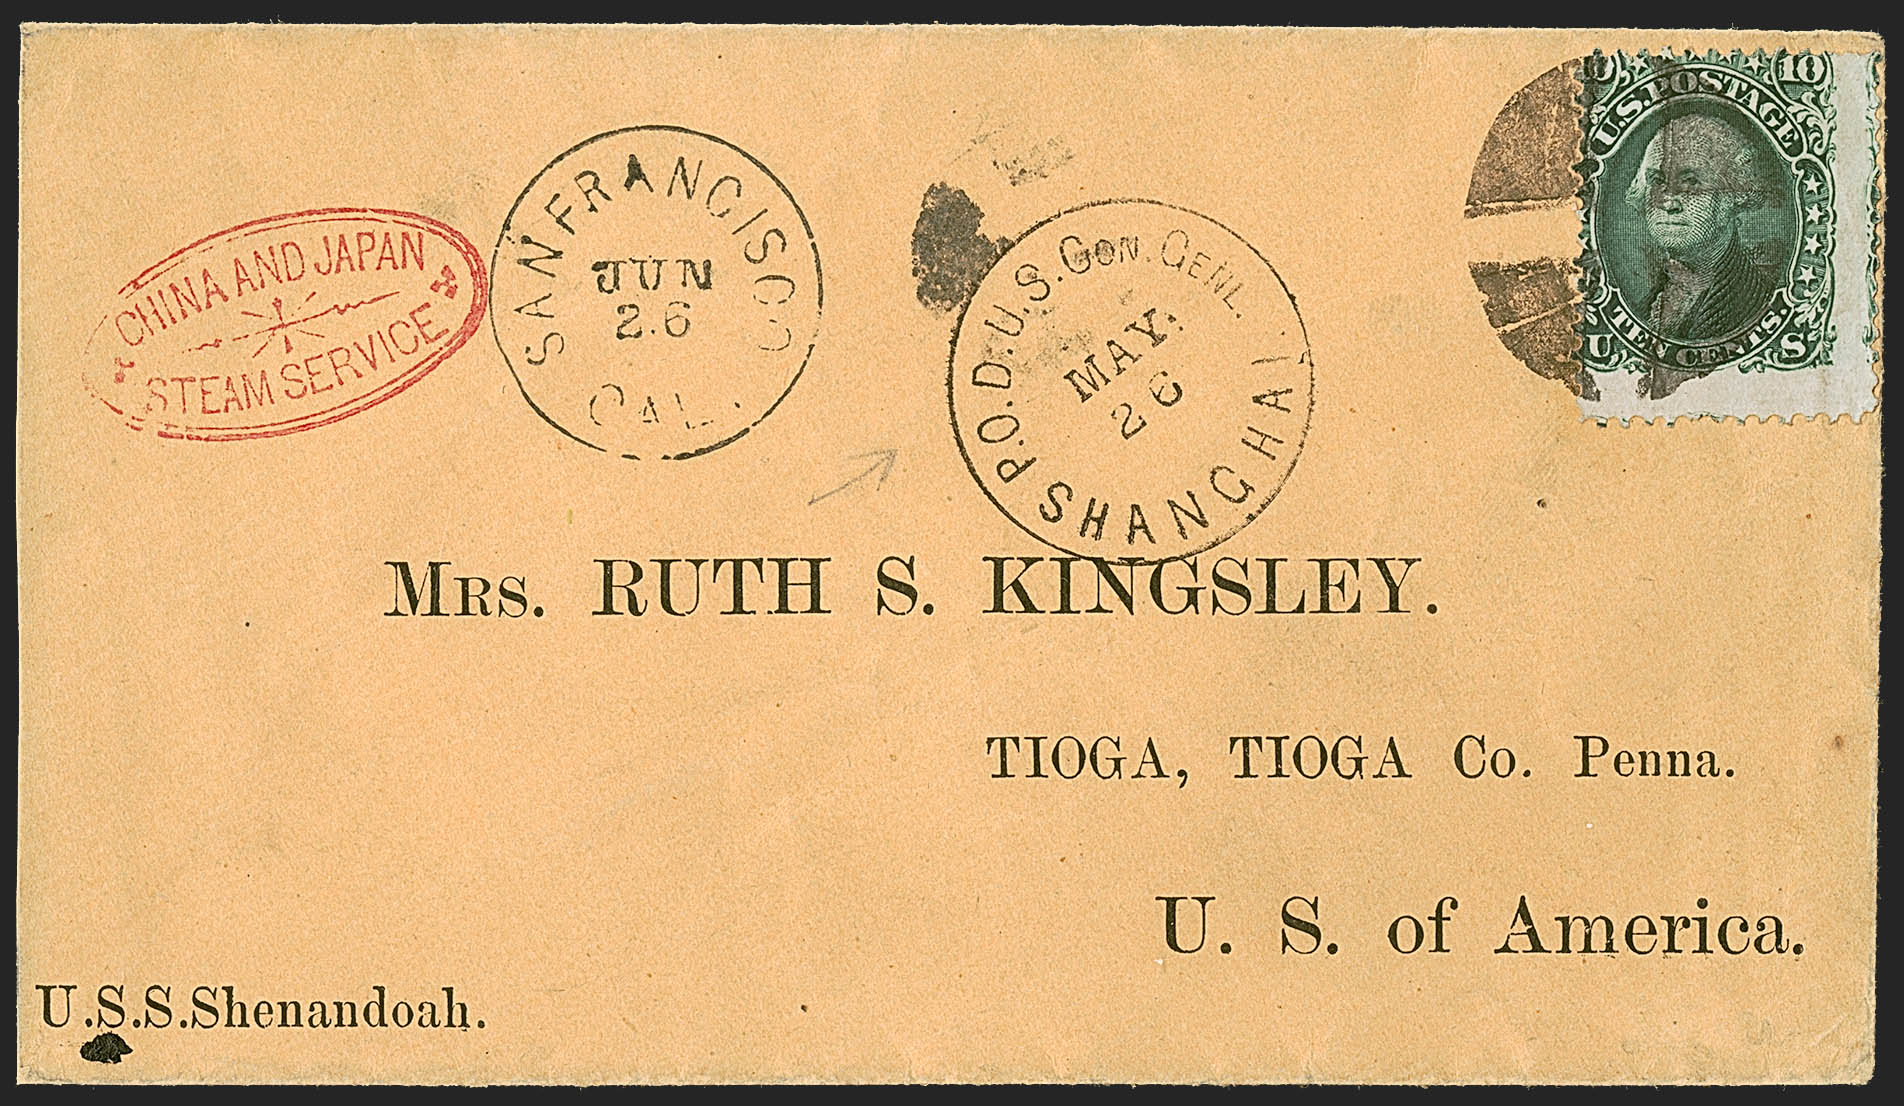 CHINA AND JAPAN
STEAM SERVICE
SAN FRANCISCO
JUN
26
CAL.
P.O.D. U.S. CON. GENL.
MAY.
26
SHANGHAI.
10
U.S. POSTAGE
TEN CENTS.
U S
MRS. RUTH S. KINGSLEY.
TIOGA, TIOGA Co. Penna.
U. S. of America.
U.S.S.Shenandoah.